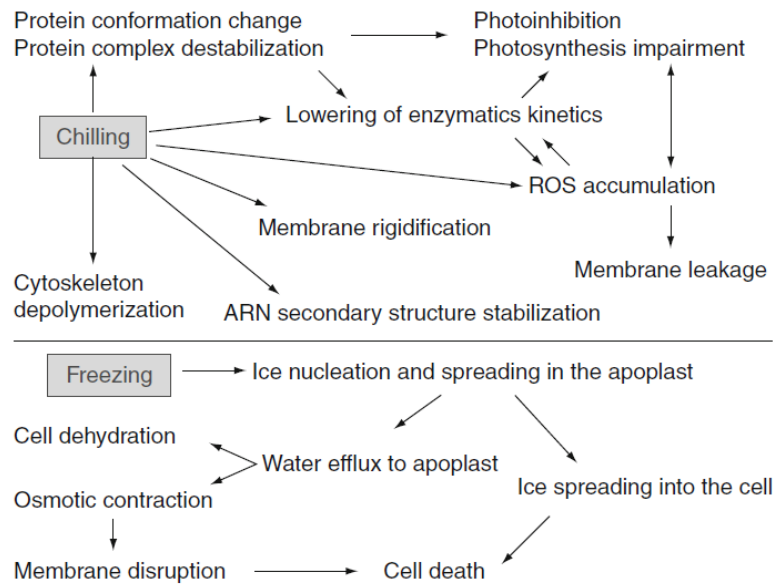 Protein conformation change
Protein complex destabilization
Photoinhibition
Photosynthesis impairment
Lowering of enzymatics kinetics
Chilling
ROS accumulation
Membrane rigidification
Membrane leakage
Cytoskeleton
depolymerization
ARN secondary structure stabilization
Freezing
Ice nucleation and spreading in the apoplast
Cell dehydration
Water efflux to apoplast
Ice spreading into the cell
Osmotic contraction
Membrane disruption
Cell death